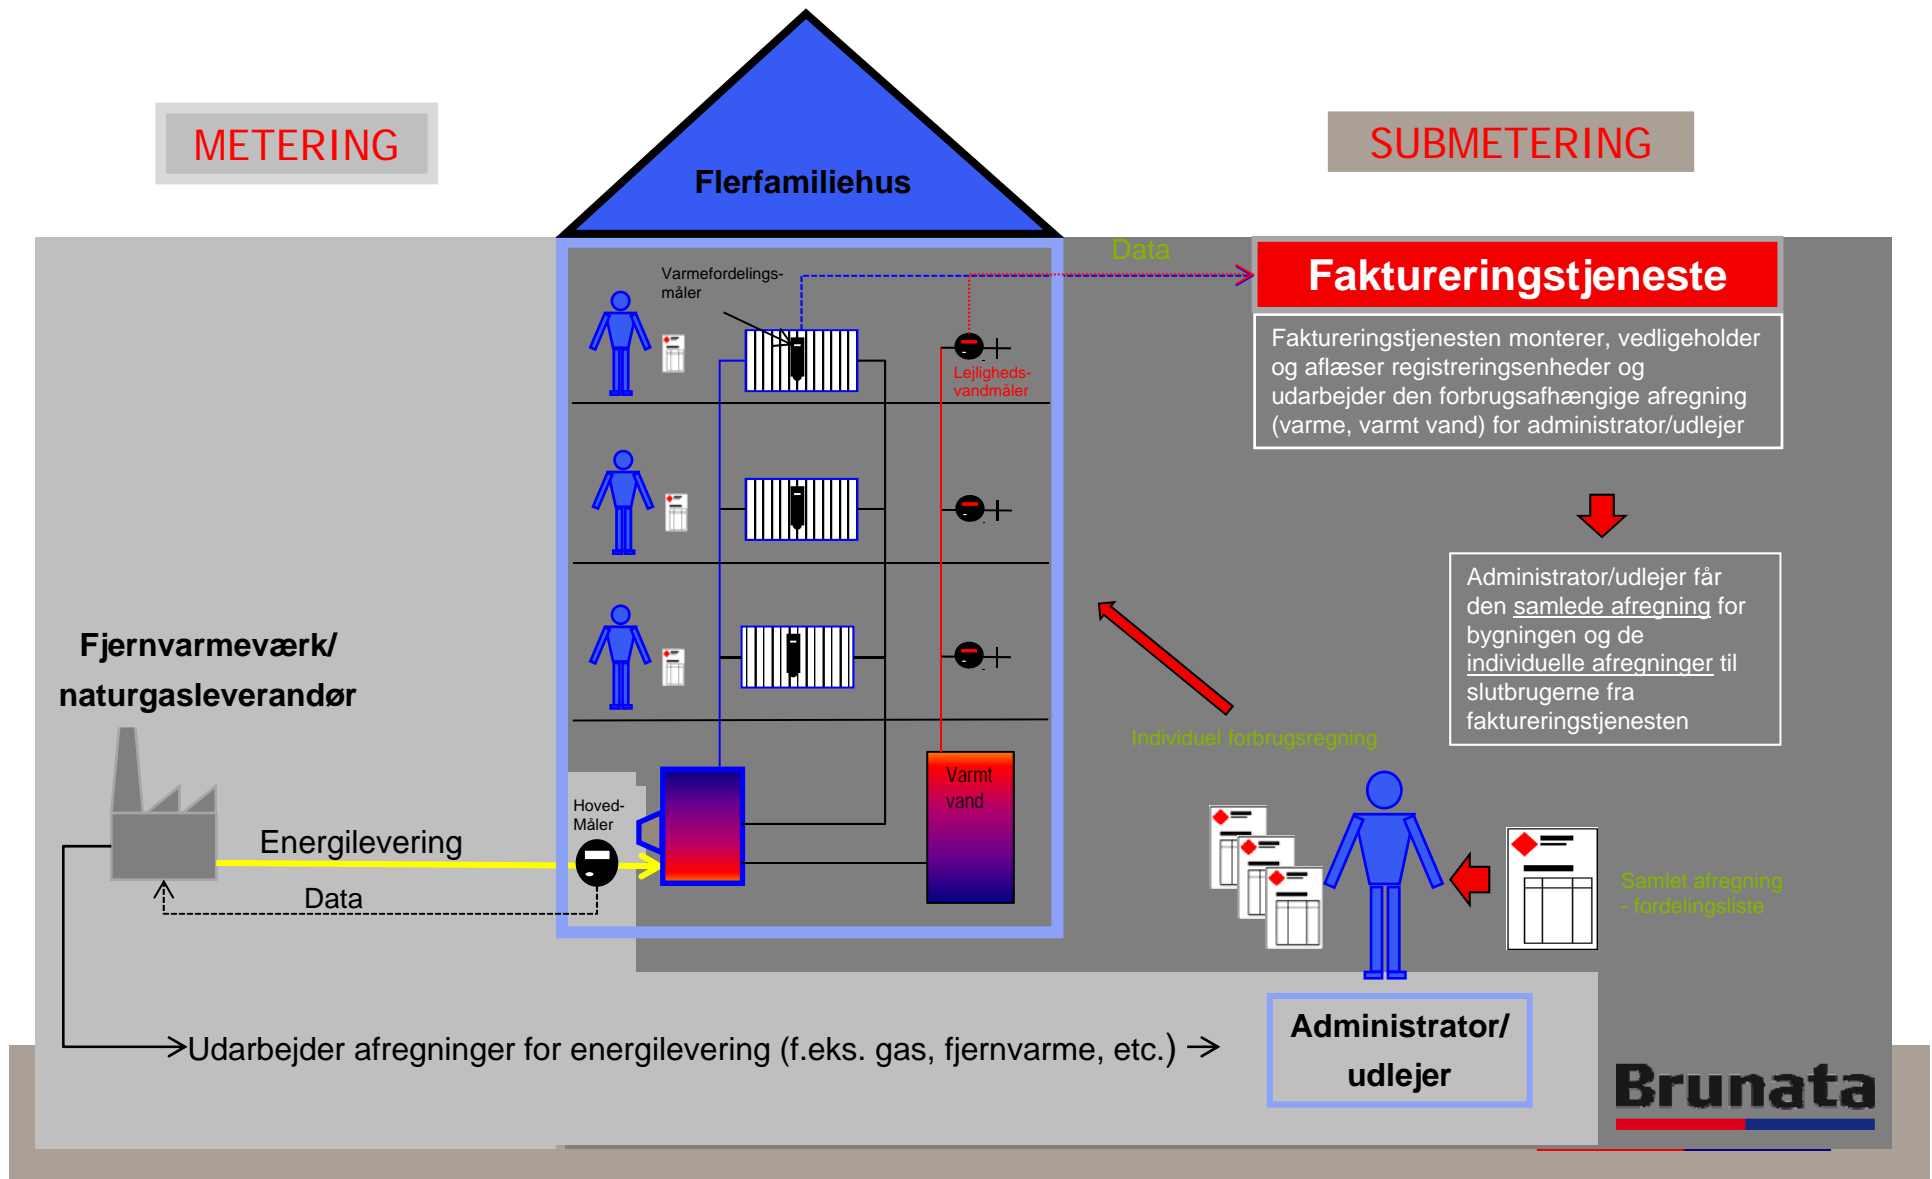 METERING
SUBMETERING
Flerfamiliehus
Data
Faktureringstjeneste
Varmefordelings-
måler
Faktureringstjenesten monterer, vedligeholder
og aflæser registreringsenheder og
udarbejder den forbrugsafhængige afregning
(varme, varmt vand) for administrator/udlejer
Lejligheds-
vandmåler
Administrator/udlejer får
den samlede afregning for
bygningen og de
individuelle afregninger til
slutbrugerne fra
faktureringstjenesten
Fjernvarmeværk/
naturgasleverandør
Individuel forbrugsregning
Varmt
vand
Hoved-
Måler
Energilevering
Data
Samlet afregning
- fordelingsliste
Udarbejder afregninger for energilevering (f.eks. gas, fjernvarme, etc.)
Administrator/
udlejer
Brunata